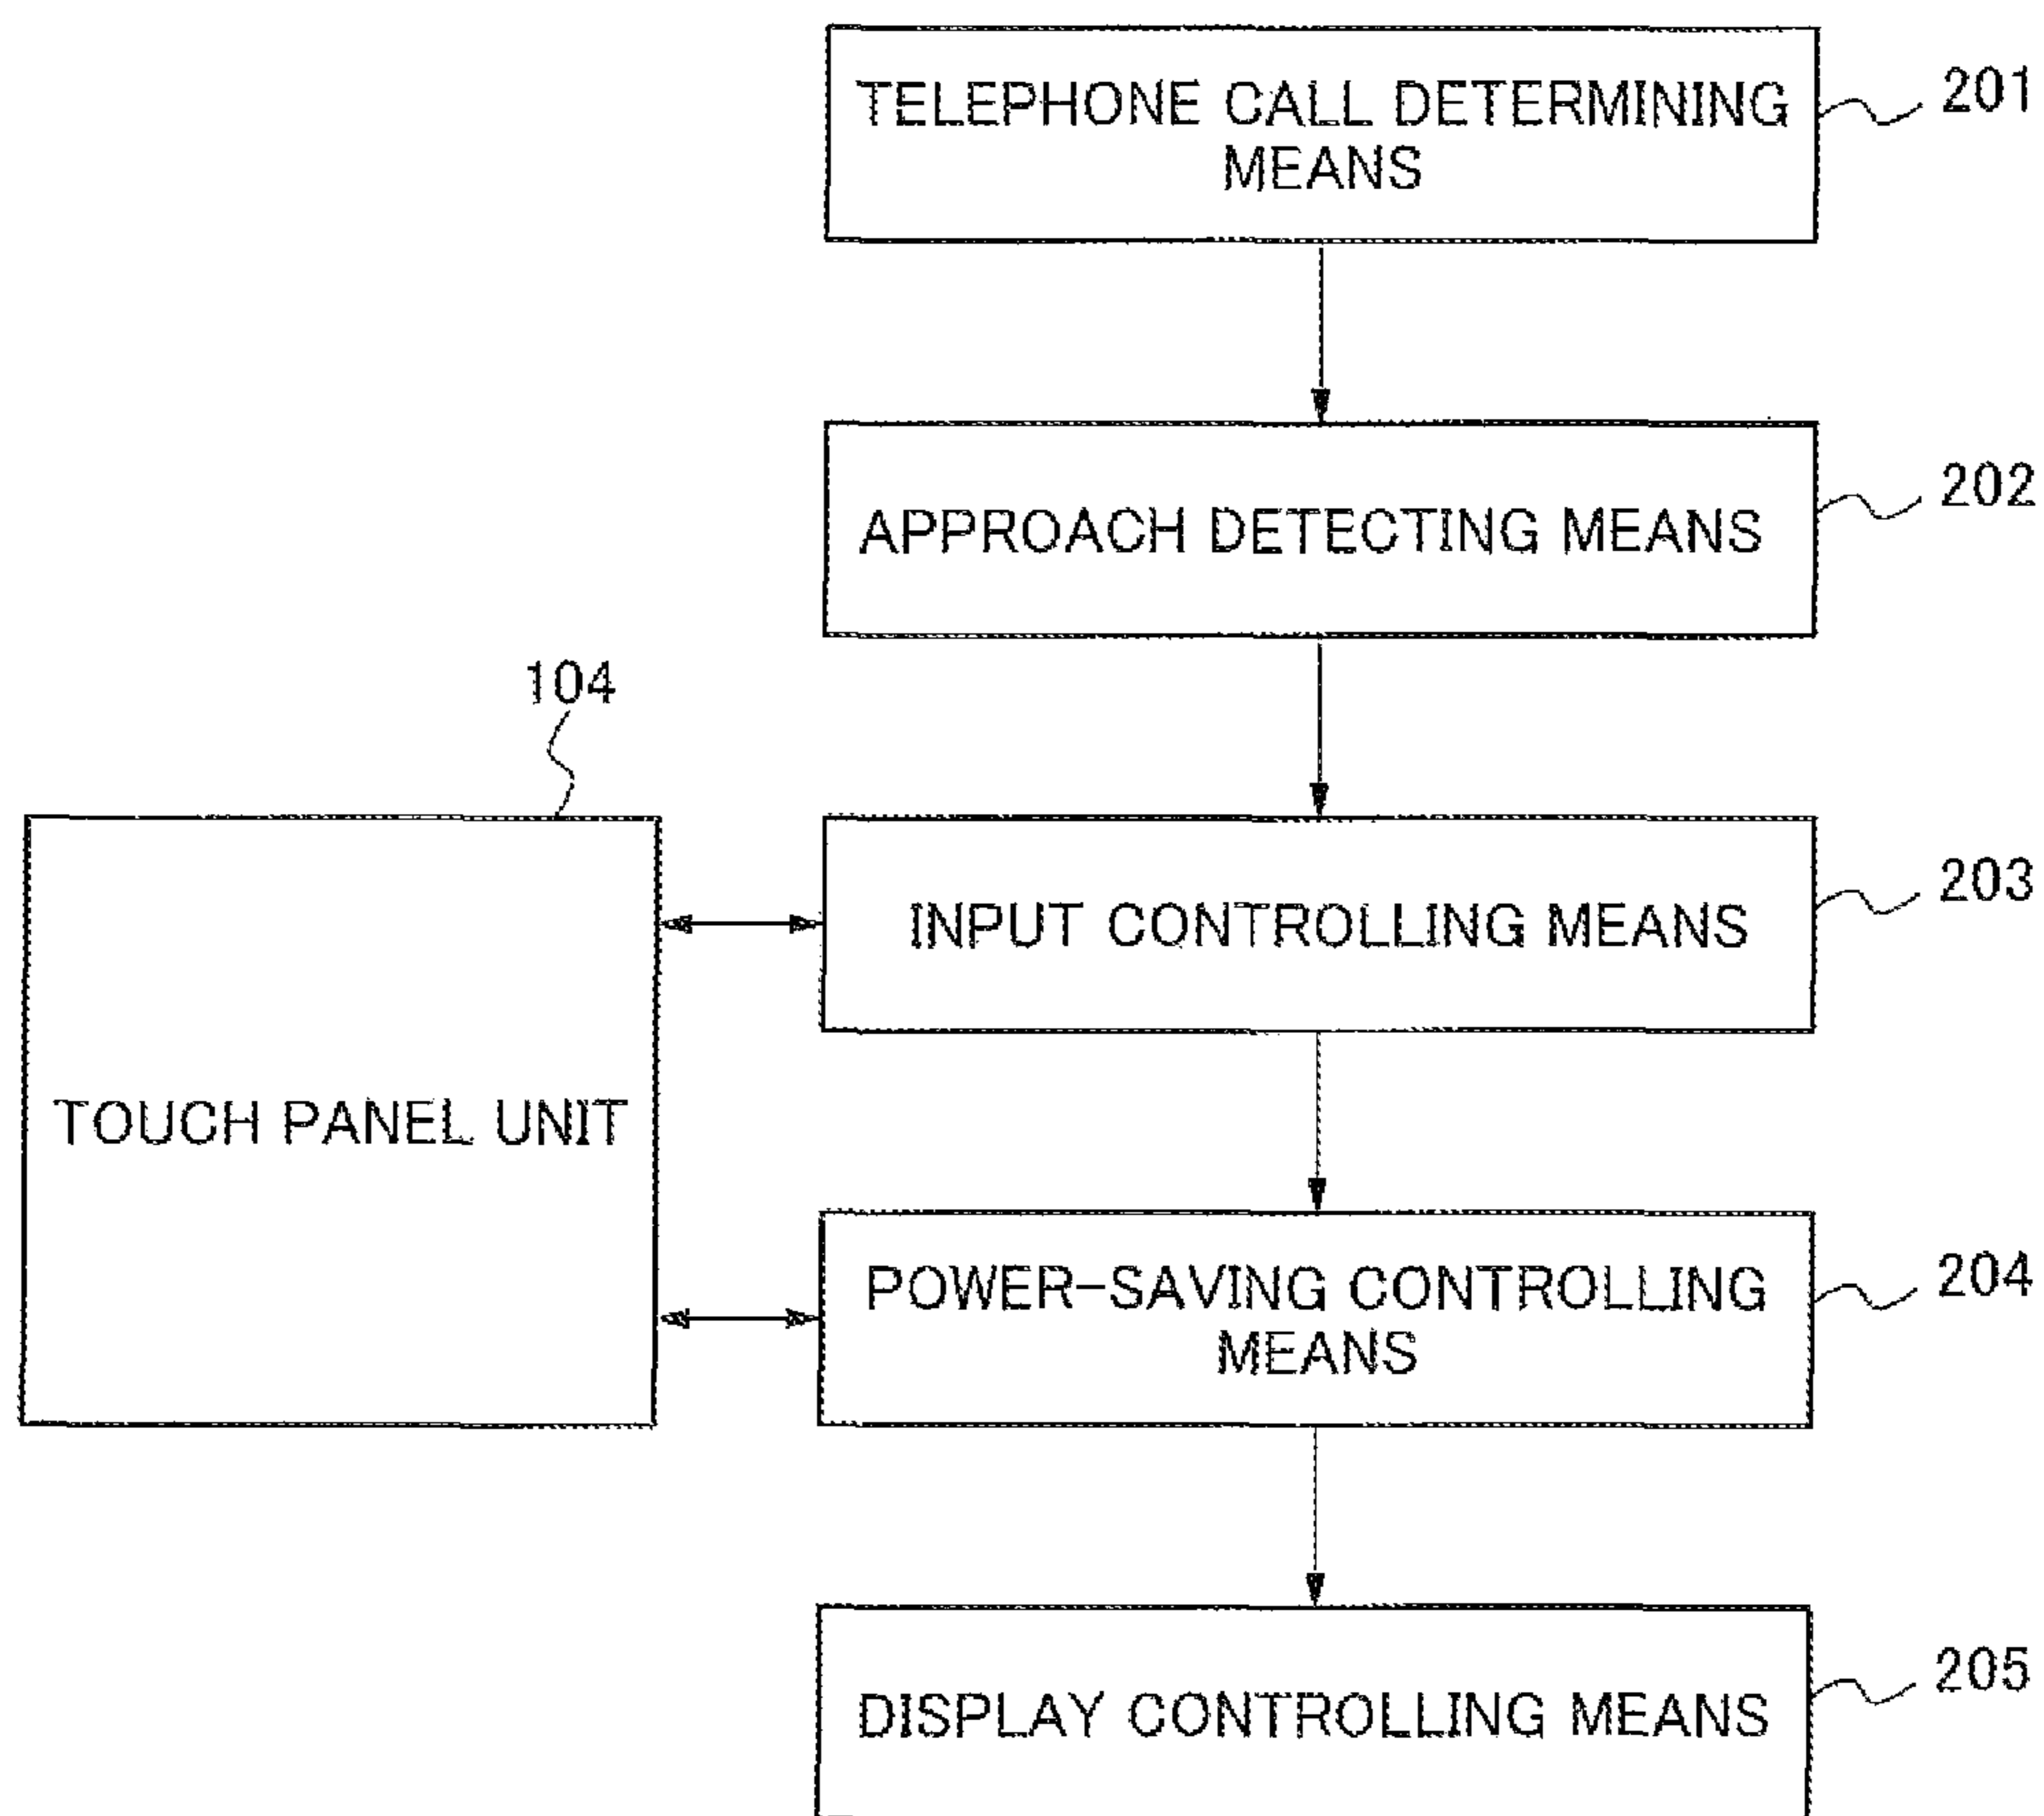 TELEPHONE CALL DETERMINING
MEANS
201
APPROACH DETECTING MEANS
202
104
INPUT CONTROLLING MEANS
203
TOUCH PANEL UNIT
POWER-SAVING CONTROLLING
MEANS
204
DISPLAY CONTROLLING MEANS
205